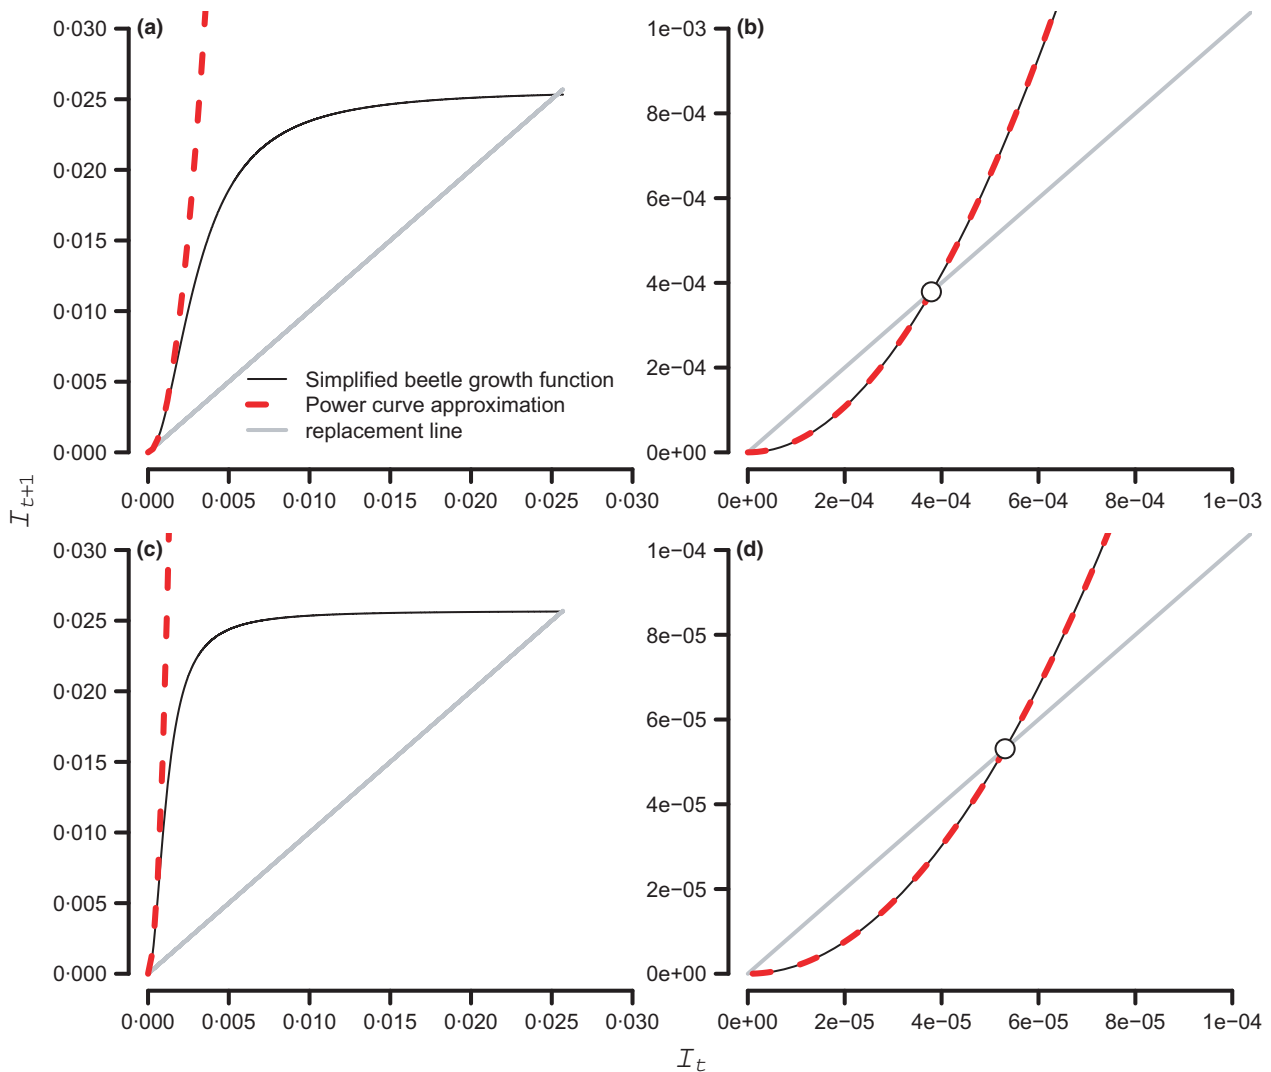 0·030
(a)
0·025
0·020
0·015
0·010
0·005
0·000
Simplified beetle growth function
Power curve approximation
replacement line
0·000 0·005 0·010 0·015 0·020 0·025 0·030
1e−03
(b)
8e−04
6e−04
4e−04
2e−04
0e+00
0e+00 2e−04 4e−04 6e−04 8e−04 1e−03
I_{t+1}
0·030
(c)
0·025
0·020
0·015
0·010
0·005
0·000
0·000 0·005 0·010 0·015 0·020 0·025 0·030
1e−04
(d)
8e−05
6e−05
4e−05
2e−05
0e+00
0e+00 2e−05 4e−05 6e−05 8e−05 1e−04
I_t